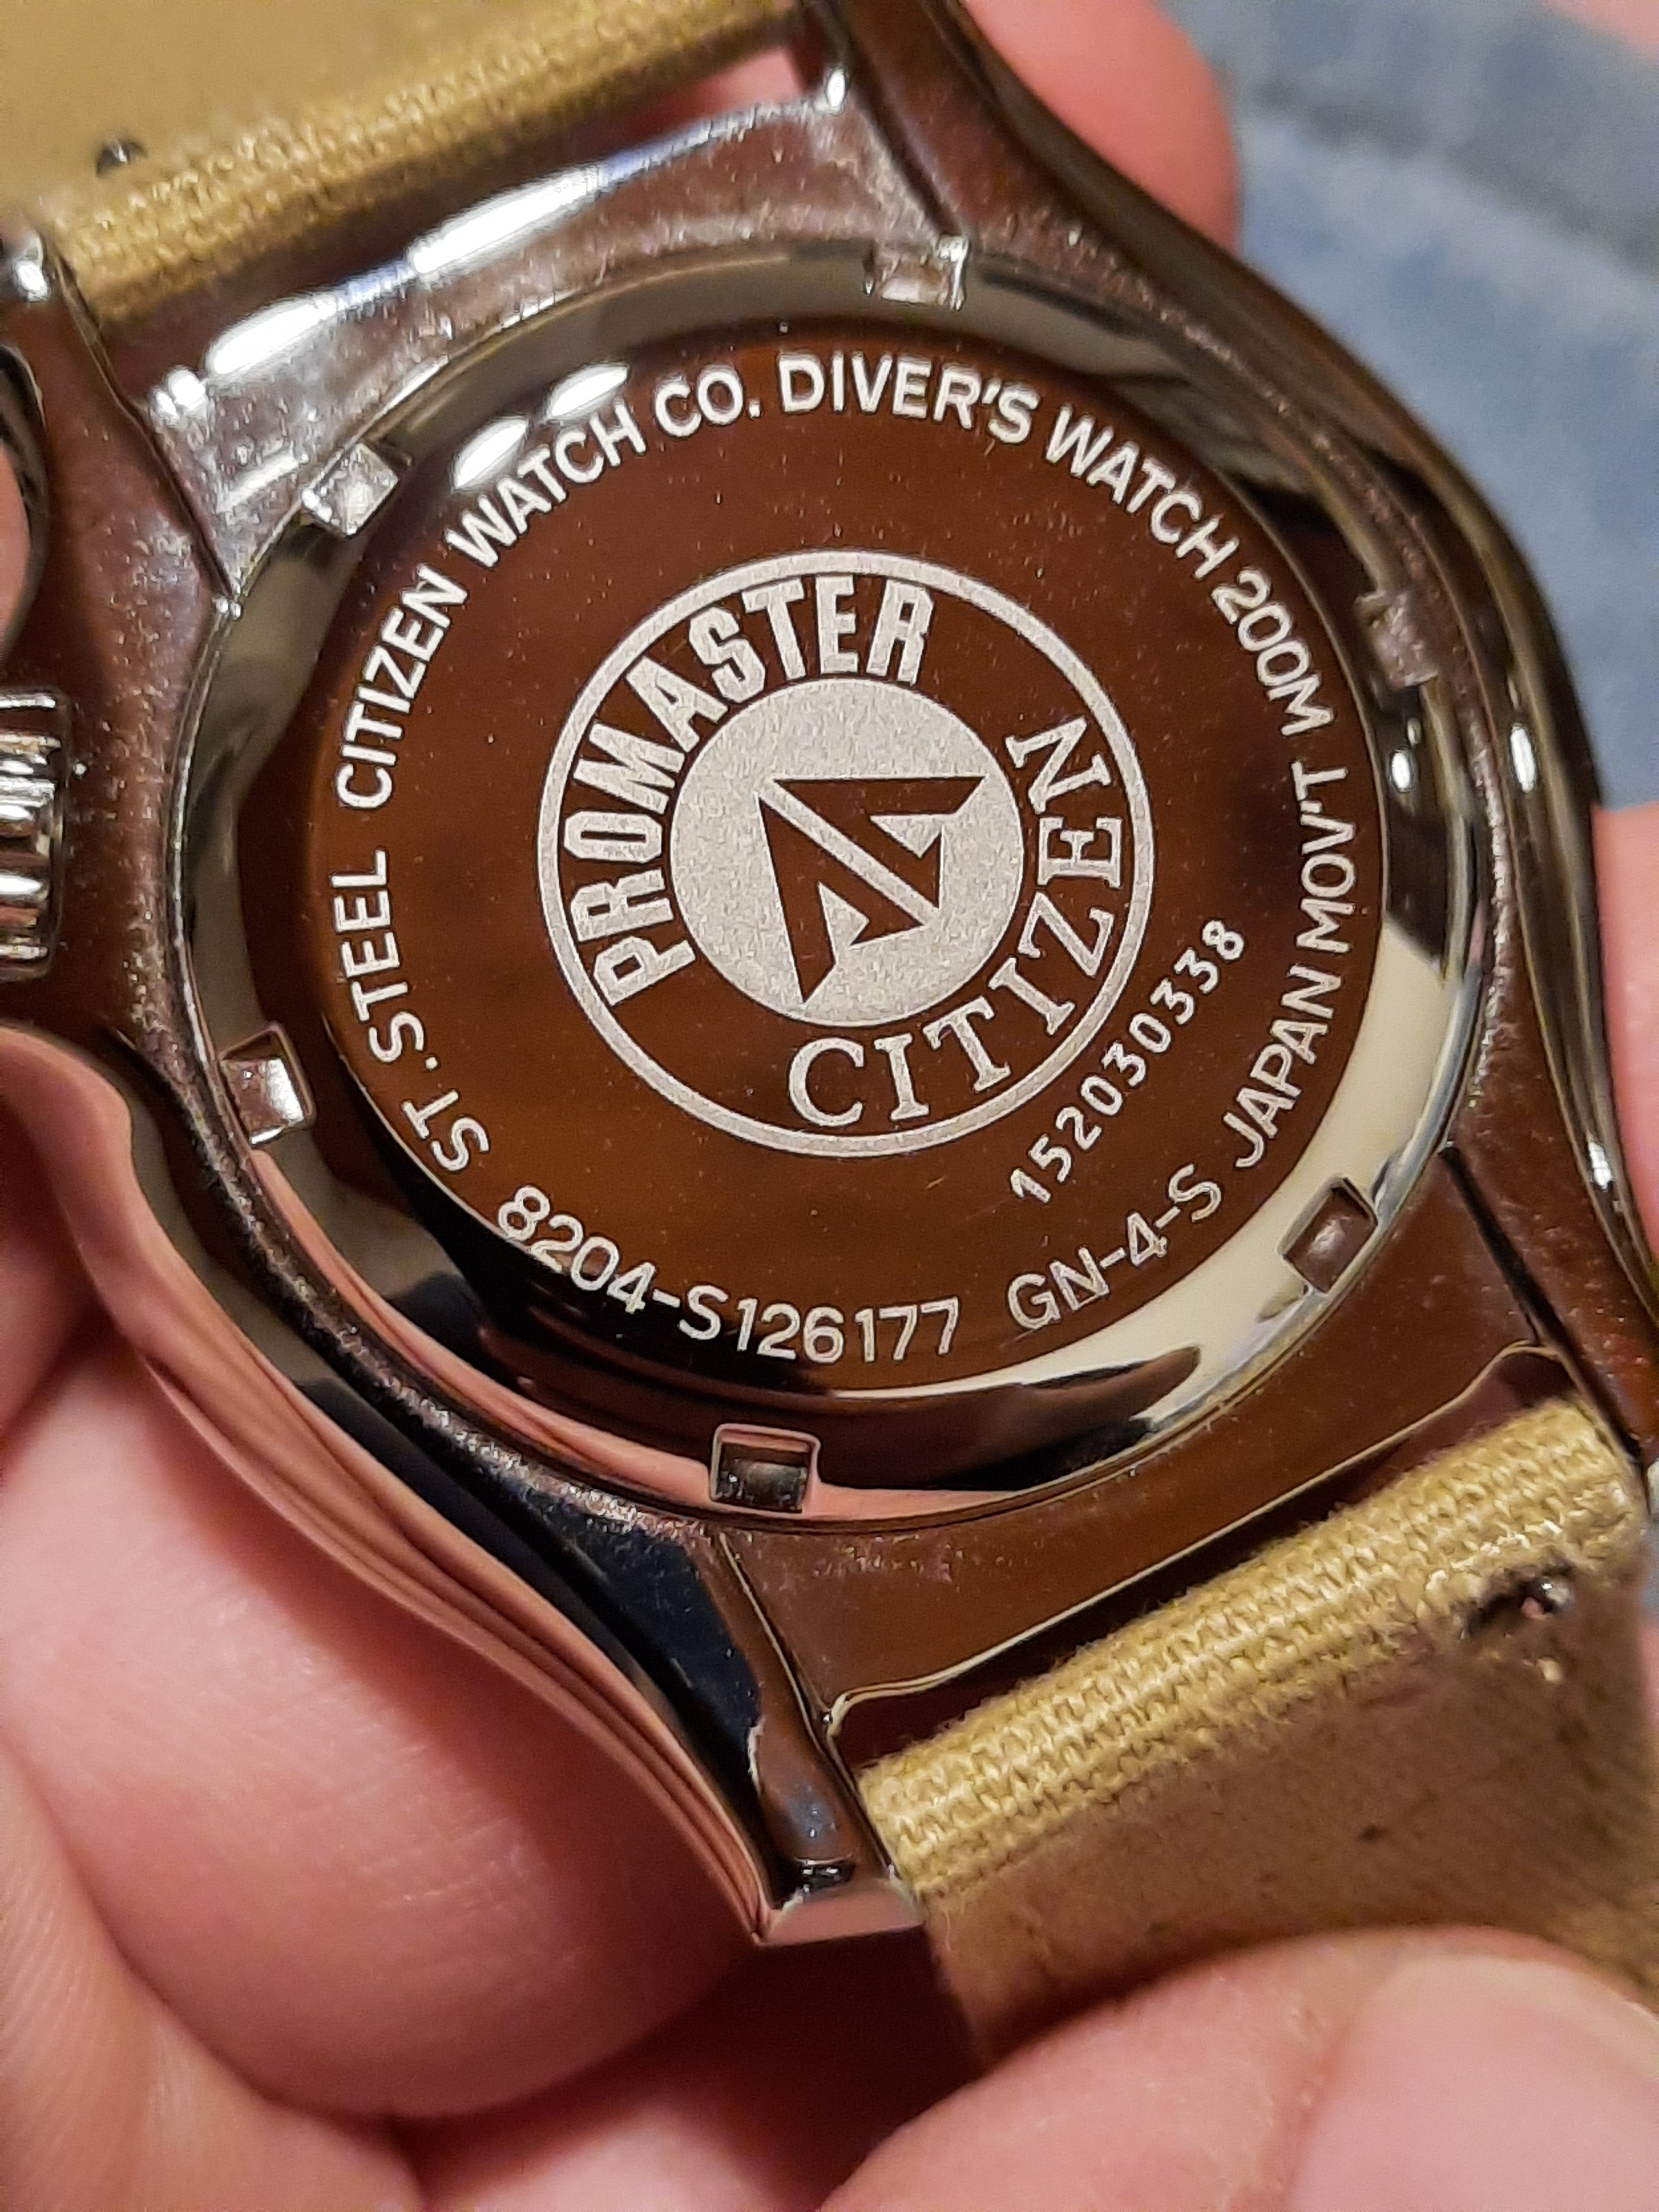 CITIZEN WATCH CO. DIVER'S WATCH 200M JAPAN MOV'T GN-4-S 8204-S126177 ST.STEEL
PROMASTER
CITIZEN
152030338